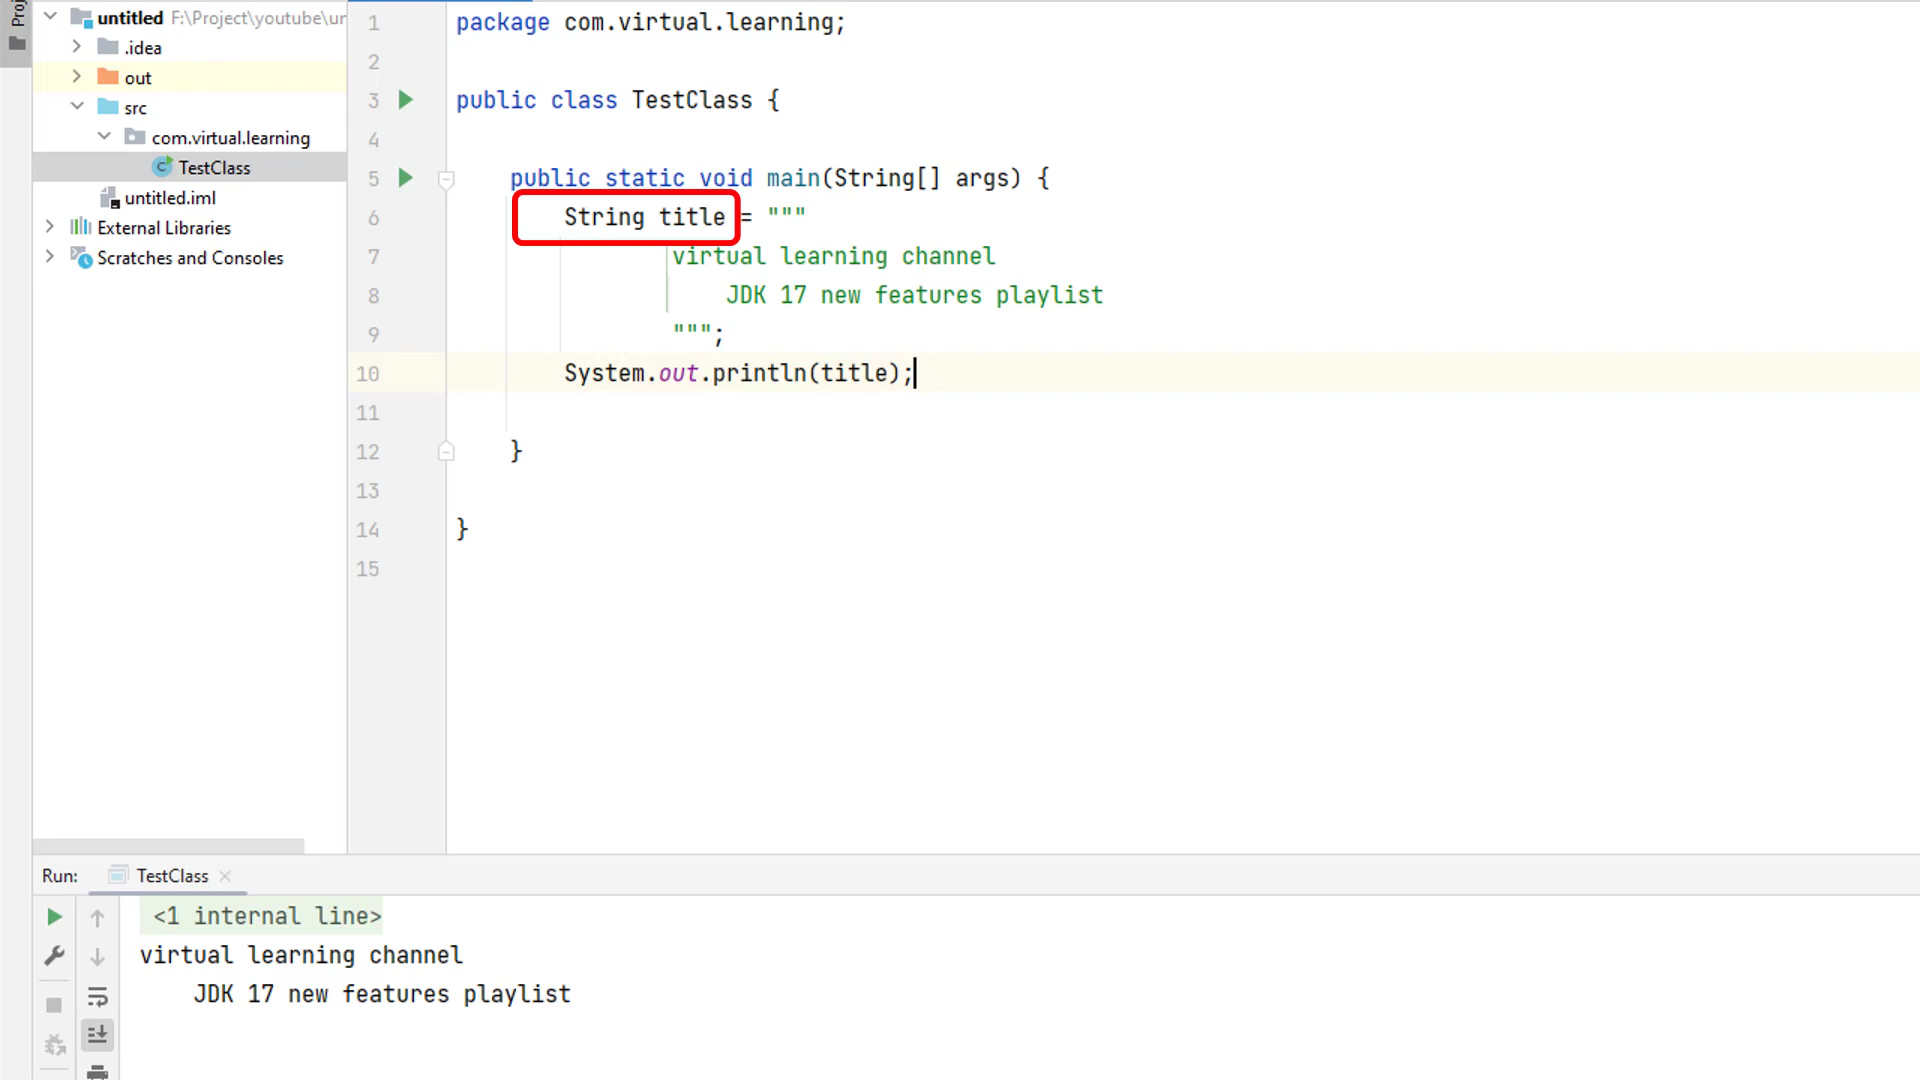 Proj
untitled F:\Project\youtube\ur
.idea
out
src
com.virtual.learning
TestClass
untitled.iml
External Libraries
Scratches and Consoles
1 package com.virtual.learning;
2
3 public class TestClass {
4
5 public static void main(String[] args) {
6 String title = """
7 virtual learning channel
8 JDK 17 new features playlist
9 """;
10 System.out.println(title);
11
12 }
13
14 }
15
Run: TestClass
<1 internal line>
virtual learning channel
JDK 17 new features playlist